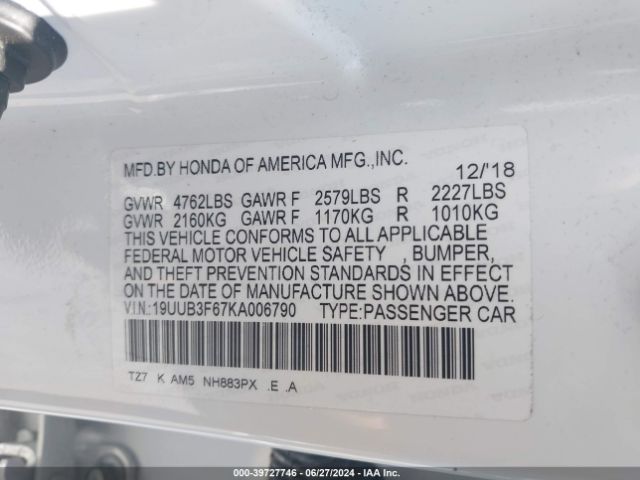 MFD.BY HONDA OF AMERICA MFG.,INC. 12/'18
GVWR 4762LBS GAWR F 2579LBS R 2227LBS
GVWR 2160KG GAWR F 1170KG R 1010KG
THIS VEHICLE CONFORMS TO ALL APPLICABLE
FEDERAL MOTOR VEHICLE SAFETY , BUMPER,
AND THEFT PREVENTION STANDARDS IN EFFECT
ON THE DATE OF MANUFACTURE SHOWN ABOVE.
VIN:19UUB3F67KA006790 TYPE:PASSENGER CAR
TZ7 K AM5 NH883PX .E .A
000-39727746 - 06/27/2024 - IAA Inc.